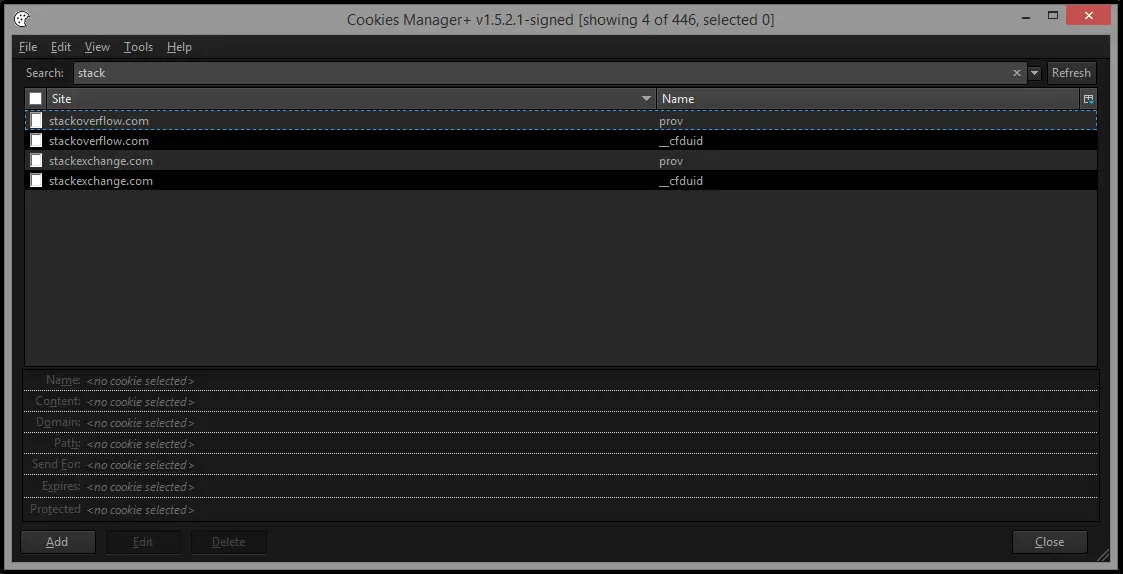 Cookies Manager+ v1.5.2.1-signed [showing 4 of 446, selected 0]
File Edit View Tools Help
Search: stack Refresh
Site Name
stackoverflow.com prov
stackoverflow.com __cfduid
stackexchange.com prov
stackexchange.com __cfduid
Name: <no cookie selected>
Content: <no cookie selected>
Domain: <no cookie selected>
Path: <no cookie selected>
Send For: <no cookie selected>
Expires: <no cookie selected>
Protected <no cookie selected>
Add Edit Delete Close